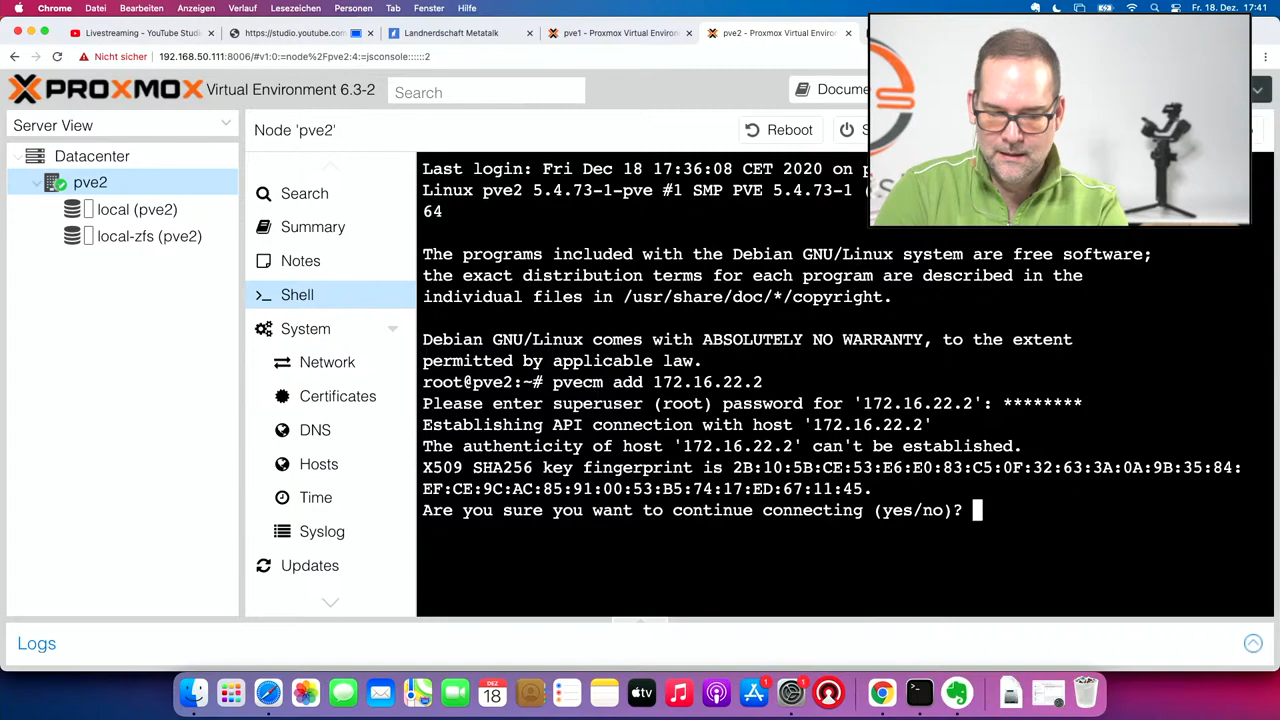 Chrome Datei Bearbeiten Anzeigen Verlauf Lesezeichen Personen Tab Fenster Hilfe
Fr. 18. Dez. 17:41
Livestreaming - YouTube Studi
https://studio.youtube.com
Landnerdschaft Metatalk
pve1 - Proxmox Virtual Environ
pve2 - Proxmox Virtual Enviro
Nicht sicher 192.168.50.111:8006/#v1:0:=node%2Fpve2:4:=jsconsole::::::2
PROXMOX Virtual Environment 6.3-2
Search
Docume
Server View
Node 'pve2'
Reboot
S
Datacenter
pve2
local (pve2)
local-zfs (pve2)
Search
Summary
Notes
Shell
System
Network
Certificates
DNS
Hosts
Time
Syslog
Updates
Last login: Fri Dec 18 17:36:08 CET 2020 on p
Linux pve2 5.4.73-1-pve #1 SMP PVE 5.4.73-1 (
64
The programs included with the Debian GNU/Linux system are free software;
the exact distribution terms for each program are described in the
individual files in /usr/share/doc/*/copyright.
Debian GNU/Linux comes with ABSOLUTELY NO WARRANTY, to the extent
permitted by applicable law.
root@pve2:~# pvecm add 172.16.22.2
Please enter superuser (root) password for '172.16.22.2': ********
Establishing API connection with host '172.16.22.2'
The authenticity of host '172.16.22.2' can't be established.
X509 SHA256 key fingerprint is 2B:10:5B:CE:53:E6:E0:83:C5:0F:32:63:3A:0A:9B:35:84:
EF:CE:9C:AC:85:91:00:53:B5:74:17:ED:67:11:45.
Are you sure you want to continue connecting (yes/no)?
Logs
DEZ
18
tv
1
1